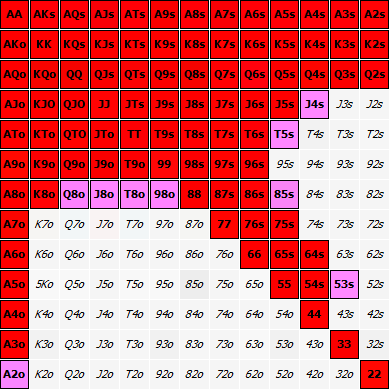 AA AKs AQs AJs ATs A9s A8s A7s A6s A5s A4s A3s A2s
AKo KK KQs KJs KTs K9s K8s K7s K6s K5s K4s K3s K2s
AQo KQo QQ QJs QTs Q9s Q8s Q7s Q6s Q5s Q4s Q3s Q2s
AJo KJO QJO JJ JTs J9s J8s J7s J6s J5s J4s J3s J2s
ATo KTo QTO JTo TT T9s T8s T7s T6s T5s T4s T3s T2s
A9o K9o Q9o J9o T9o 99 98s 97s 96s 95s 94s 93s 92s
A8o K8o Q8o J8o T8o 98o 88 87s 86s 85s 84s 83s 82s
A7o K7o Q7o J7o T7o 97o 87o 77 76s 75s 74s 73s 72s
A6o K6o Q6o J6o T6o 96o 86o 76o 66 65s 64s 63s 62s
A5o 5Ko Q5o J5o T5o 95o 85o 75o 65o 55 54s 53s 52s
A4o K4o Q4o J4o T4o 94o 84o 74o 64o 54o 44 43s 42s
A3o K3o Q3o J3o T3o 93o 83o 73o 63o 53o 43o 33 32s
A2o K2o Q2o J2o T2o 92o 82o 72o 62o 52o 42o 32o 22